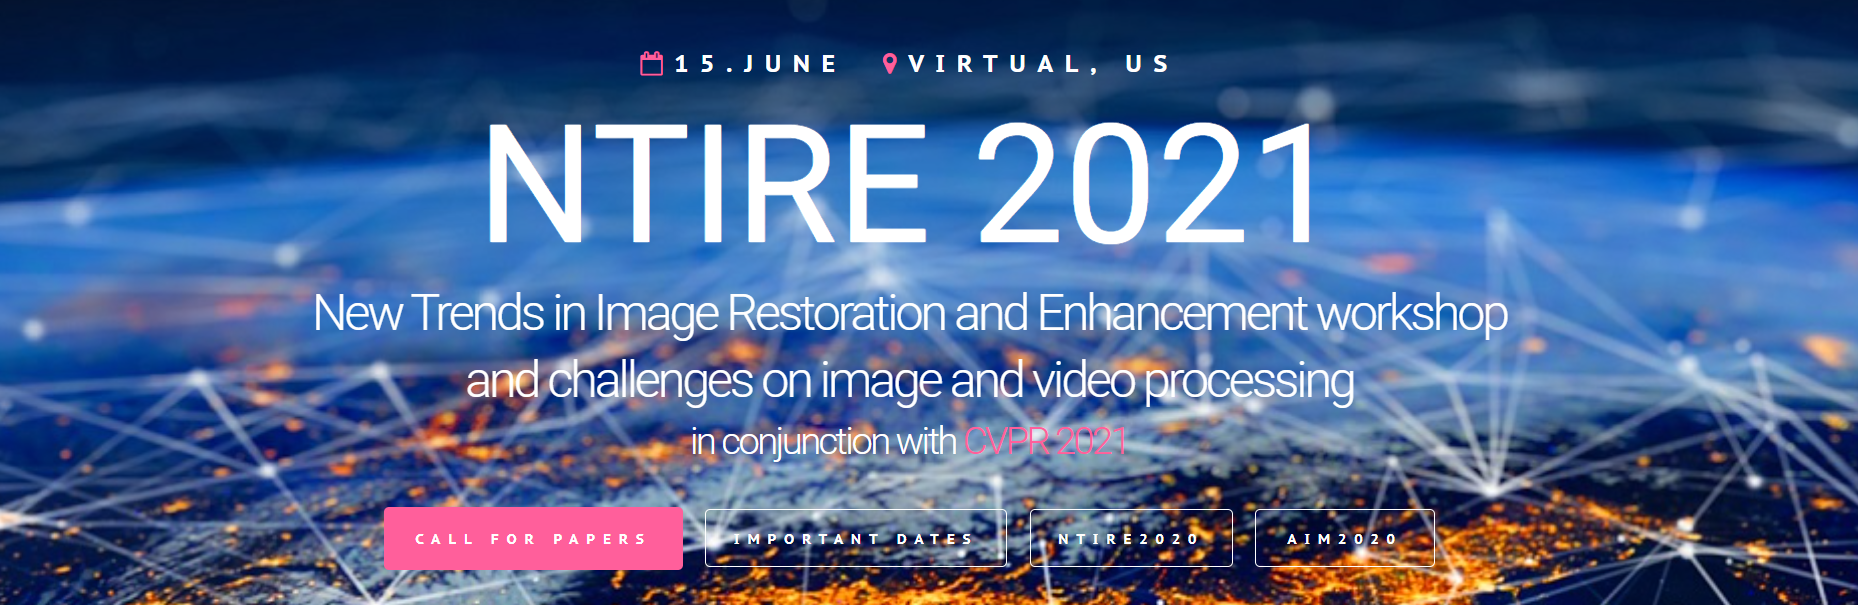 15.JUNE VIRTUAL, US
NTIRE 2021
New Trends in Image Restoration and Enhancement workshop
and challenges on image and video processing
in conjunction with CVPR 2021
CALL FOR PAPERS IMPORTANT DATES NTIRE2020 AIM2020